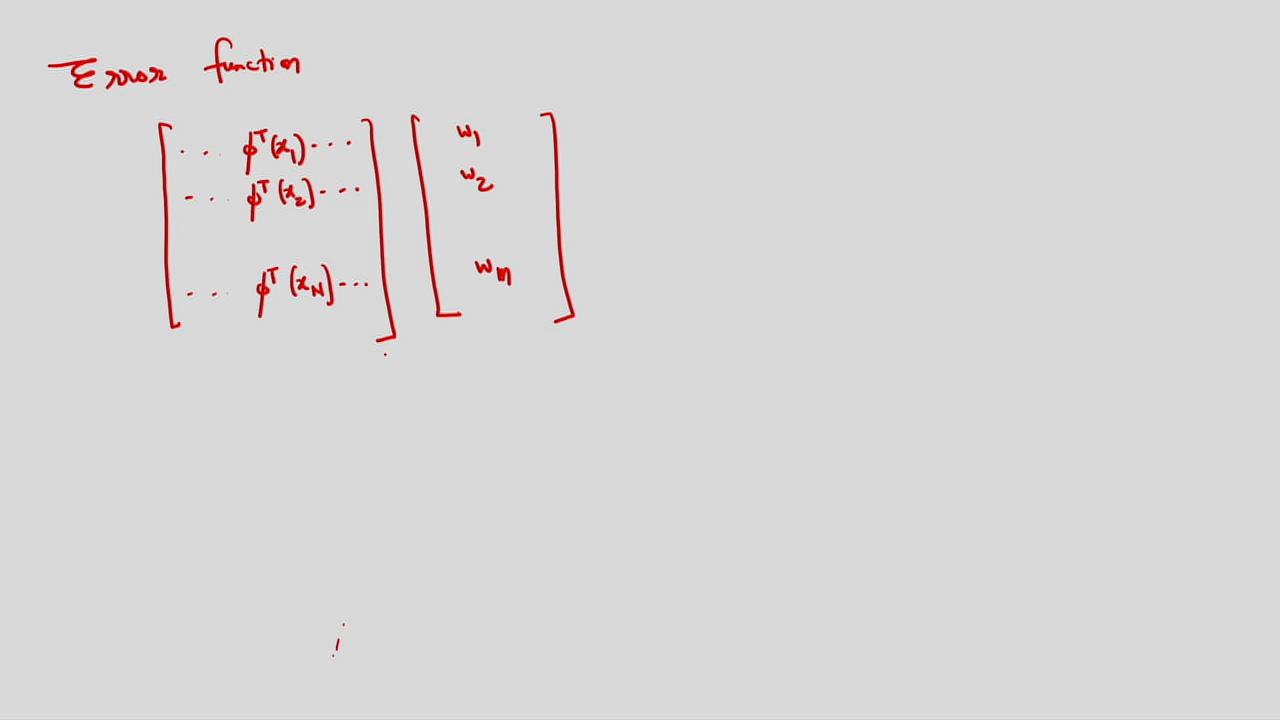 Error function
... φᵀ(x₁)... w₁
... φᵀ(x₂)... w₂
... φᵀ(x_N)... w_m